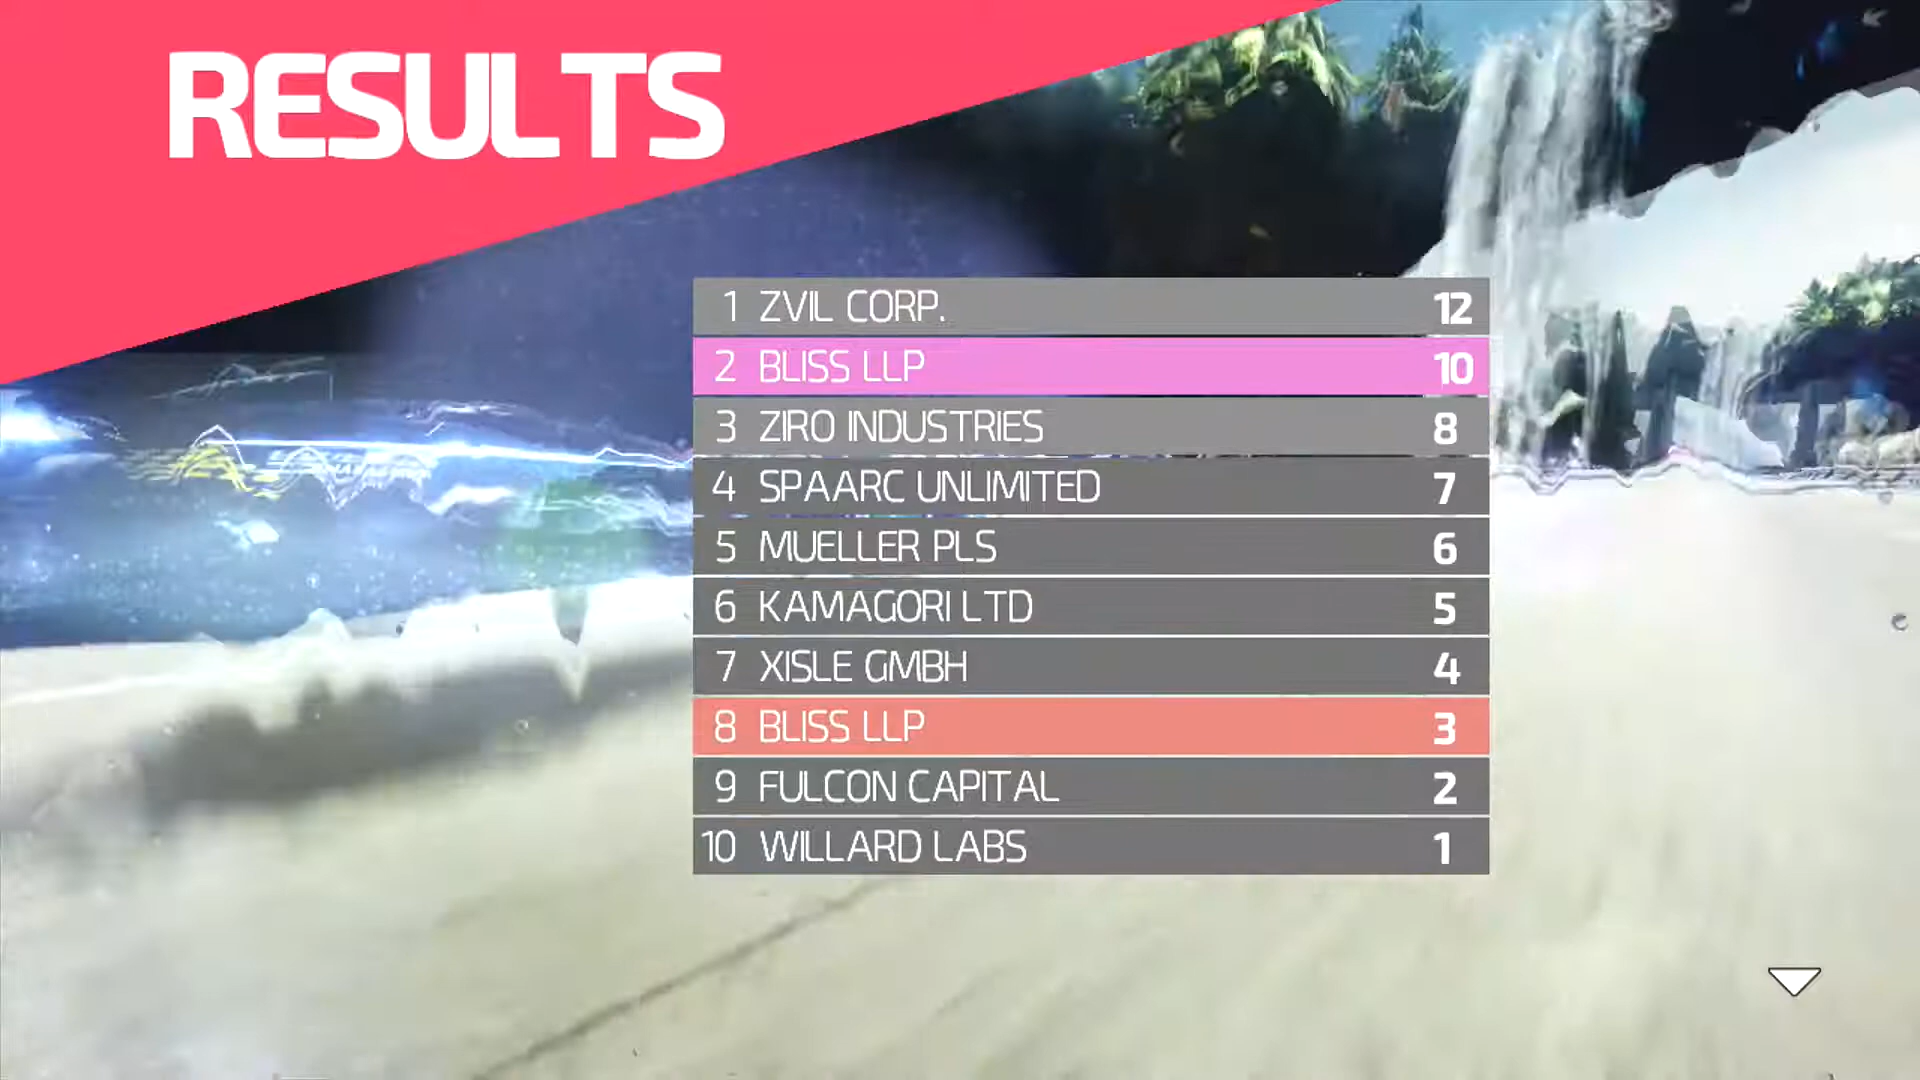 RESULTS
1 ZVIL CORP. 12
2 BLISS LLP 10
3 ZIRO INDUSTRIES 8
4 SPAARC UNLIMITED 7
5 MUELLER PLS 6
6 KAMAGORI LTD 5
7 XISLE GMBH 4
8 BLISS LLP 3
9 FULCON CAPITAL 2
10 WILLARD LABS 1